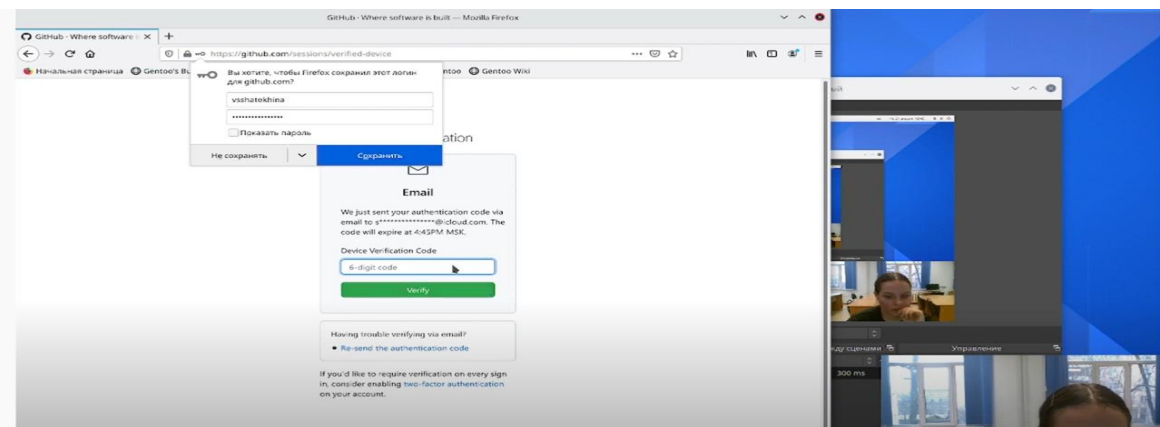 GitHub · Where software is built — Mozilla Firefox
GitHub · Where software i
https://github.com/sessions/verified-device
Начальная страница Gentoo's Bu
ntoo Gentoo Wiki
Вы хотите, чтобы Firefox сохранил этот логин
для github.com?
vsshatokhina
Показать пароль
Не сохранять Сохранить
ation
Email
We just sent your authentication code via
email to s***************@icloud.com. The
code will expire at 4:45PM MSK.
Device Verification Code
6-digit code
Verify
Having trouble verifying via email?
Re-send the authentication code
If you'd like to require verification on every sign
in, consider enabling two-factor authentication
on your account.
ду сценами Управление
300 ms